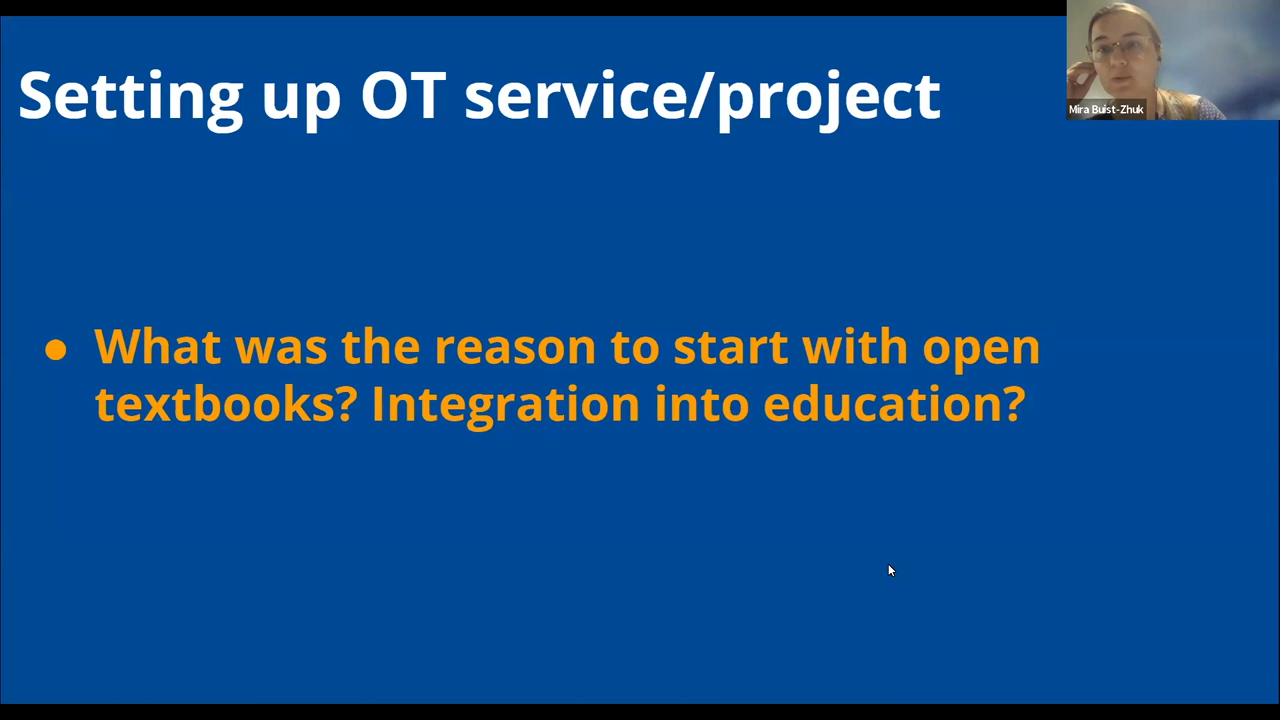 Setting up OT service/project
Mira Buist-Zhuk
● What was the reason to start with open
textbooks? Integration into education?